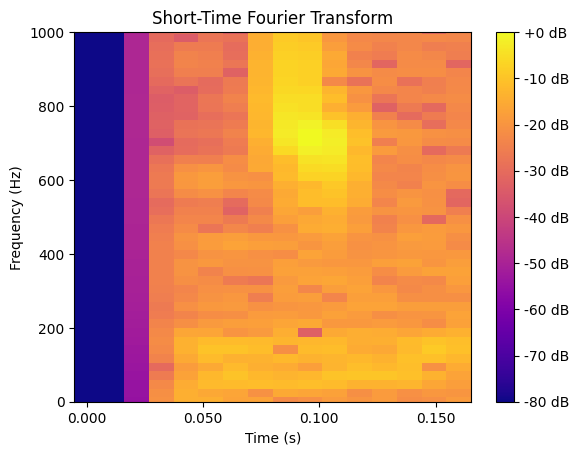 Short-Time Fourier Transform
1000
800
600
400
200
0
Frequency (Hz)
0.000
0.050
0.100
0.150
Time (s)
+0 dB
-10 dB
-20 dB
-30 dB
-40 dB
-50 dB
-60 dB
-70 dB
-80 dB